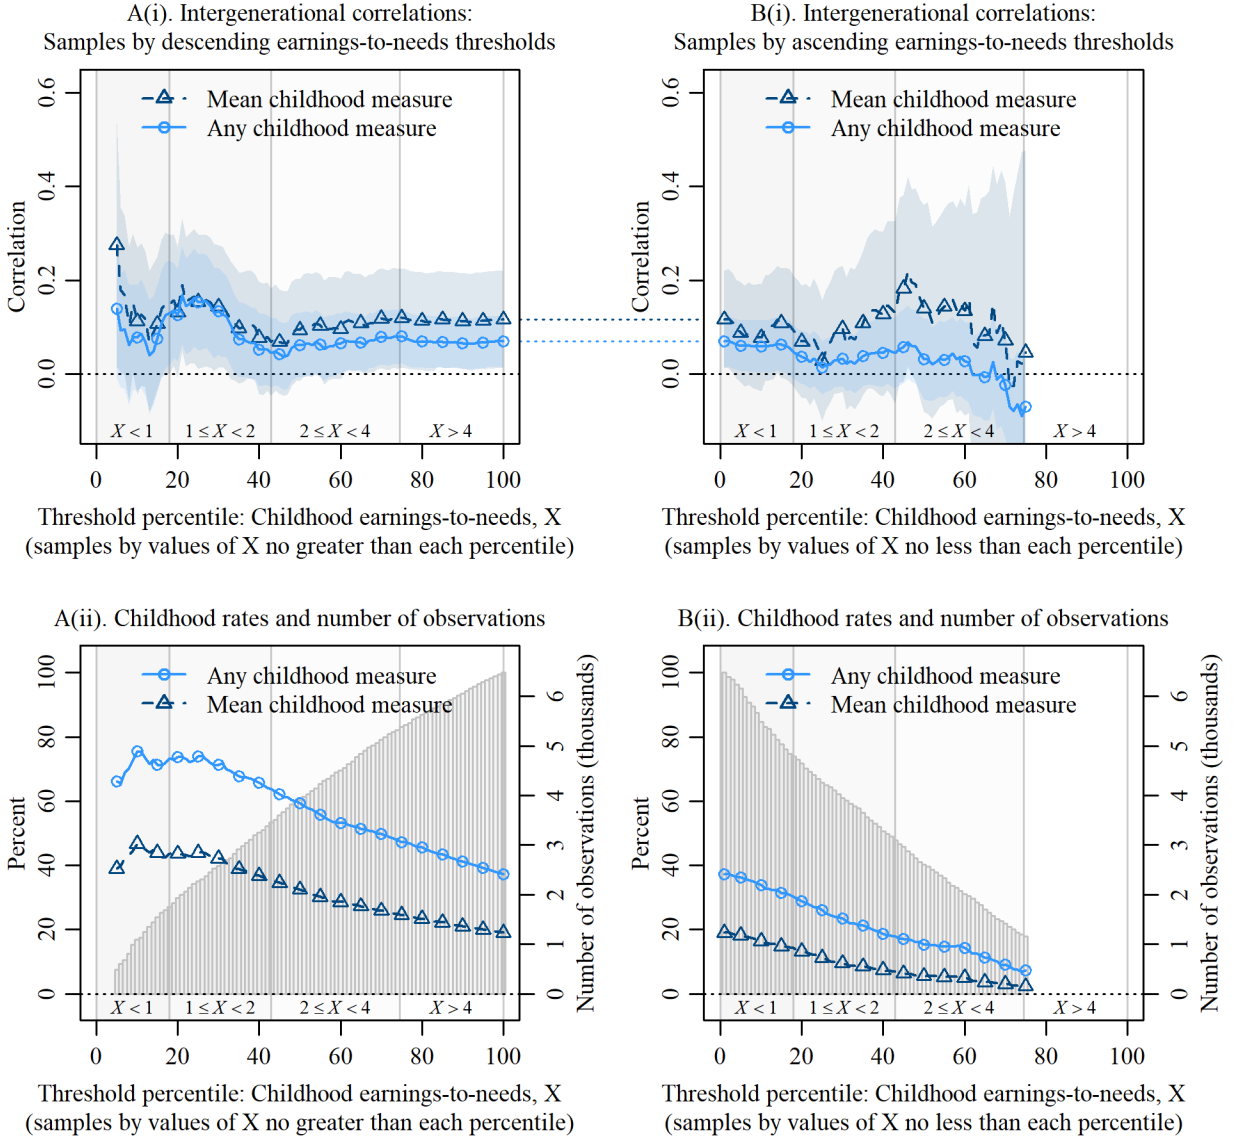 A(i). Intergenerational correlations:
Samples by descending earnings-to-needs thresholds
Mean childhood measure
Any childhood measure
Correlation
0.0 0.2 0.4 0.6
X < 1 1 ≤ X < 2 2 ≤ X < 4 X > 4
0 20 40 60 80 100
Threshold percentile: Childhood earnings-to-needs, X
(samples by values of X no greater than each percentile)
B(i). Intergenerational correlations:
Samples by ascending earnings-to-needs thresholds
Mean childhood measure
Any childhood measure
Correlation
0.0 0.2 0.4 0.6
X < 1 1 ≤ X < 2 2 ≤ X < 4 X > 4
0 20 40 60 80 100
Threshold percentile: Childhood earnings-to-needs, X
(samples by values of X no less than each percentile)
A(ii). Childhood rates and number of observations
Any childhood measure
Mean childhood measure
Percent
0 20 40 60 80 100
Number of observations (thousands)
0 1 2 3 4 5 6
X < 1 1 ≤ X < 2 2 ≤ X < 4 X > 4
0 20 40 60 80 100
Threshold percentile: Childhood earnings-to-needs, X
(samples by values of X no greater than each percentile)
B(ii). Childhood rates and number of observations
Any childhood measure
Mean childhood measure
Percent
0 20 40 60 80 100
Number of observations (thousands)
0 1 2 3 4 5 6
X < 1 1 ≤ X < 2 2 ≤ X < 4 X > 4
0 20 40 60 80 100
Threshold percentile: Childhood earnings-to-needs, X
(samples by values of X no less than each percentile)